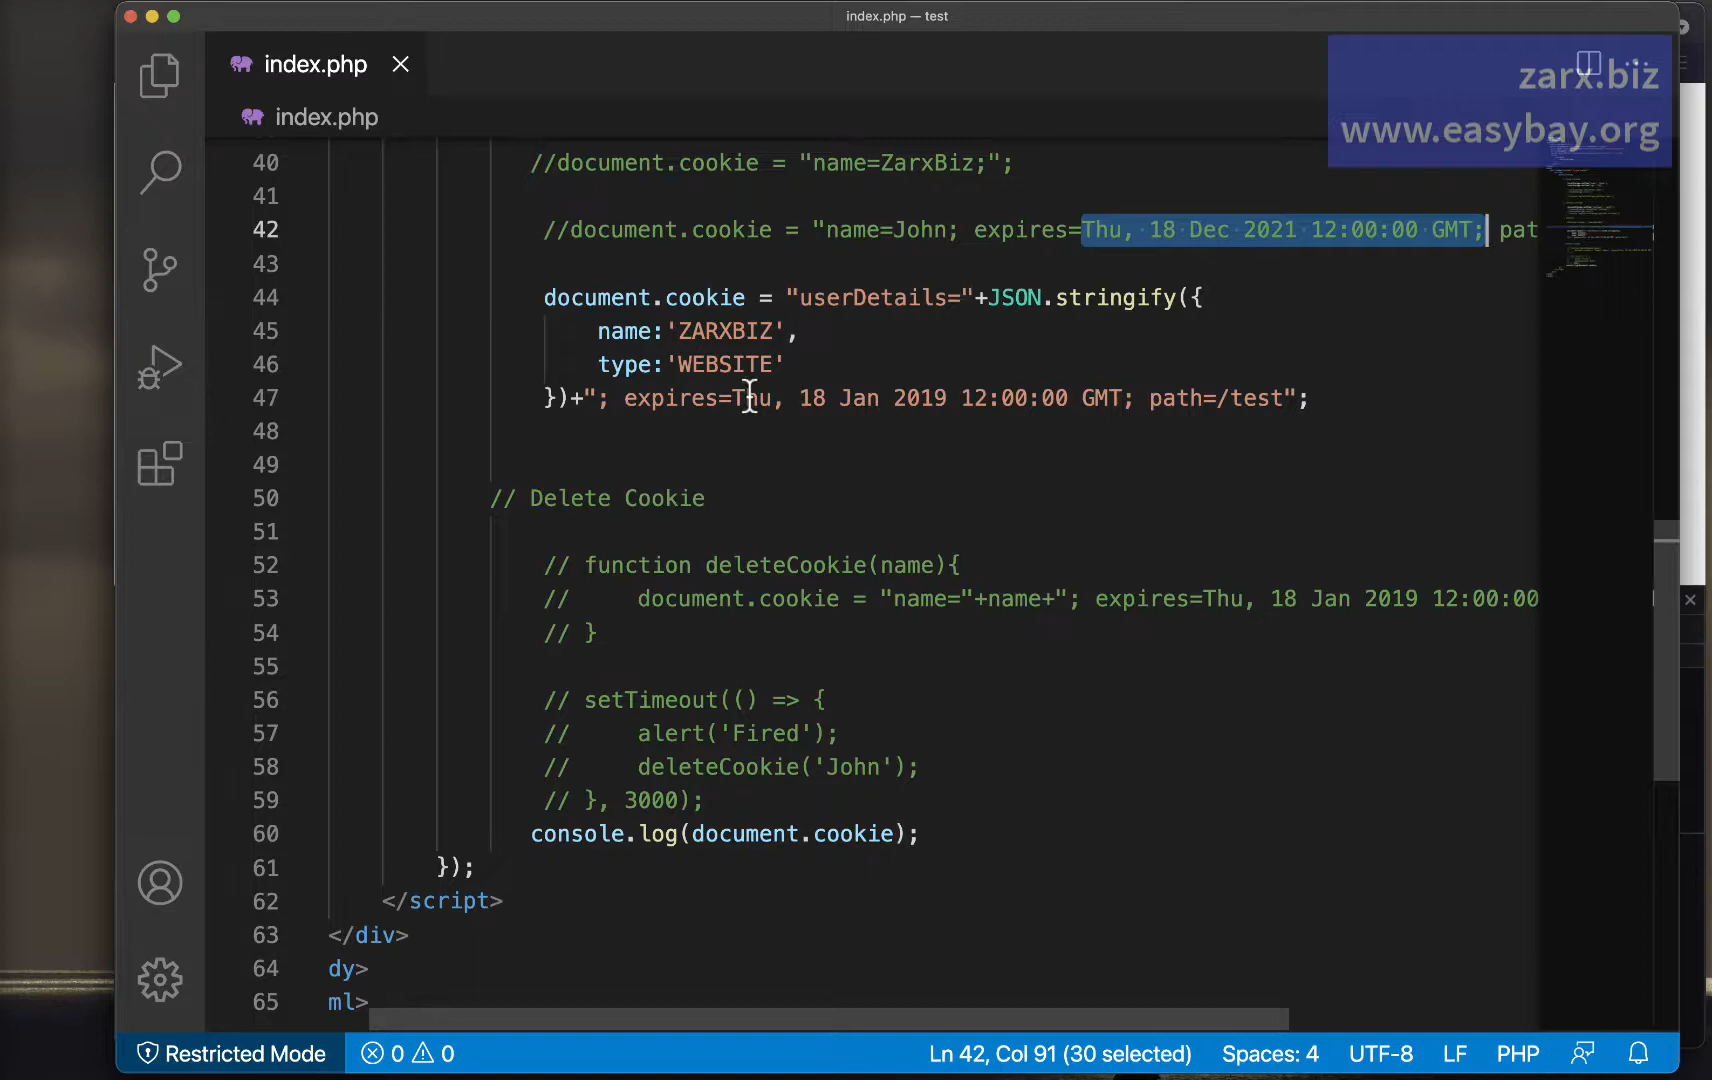 index.php — test
index.php
zarx.biz
www.easybay.org
index.php
40 //document.cookie = "name=ZarxBiz;";
41
42 //document.cookie = "name=John; expires=Thu, 18 Dec 2021 12:00:00 GMT; pat
43
44 document.cookie = "userDetails="+JSON.stringify({
45 name:'ZARXBIZ',
46 type:'WEBSITE'
47 })+"; expires=Thu, 18 Jan 2019 12:00:00 GMT; path=/test";
48
49
50 // Delete Cookie
51
52 // function deleteCookie(name){
53 // document.cookie = "name="+name+"; expires=Thu, 18 Jan 2019 12:00:00
54 // }
55
56 // setTimeout(() => {
57 // alert('Fired');
58 // deleteCookie('John');
59 // }, 3000);
60 console.log(document.cookie);
61 });
62 </script>
63 </div>
64 dy>
65 ml>
Restricted Mode 0 0 Ln 42, Col 91 (30 selected) Spaces: 4 UTF-8 LF PHP